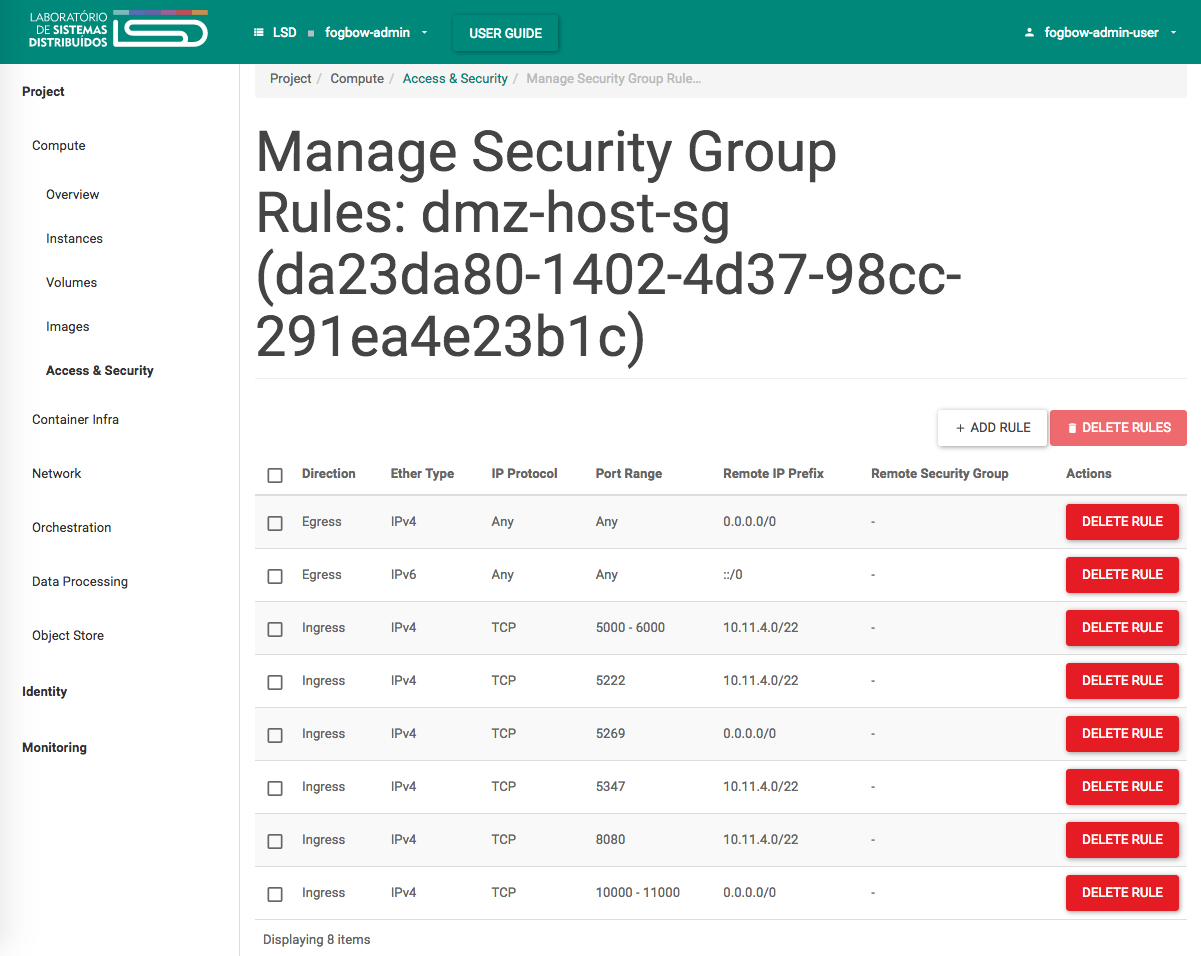 LABORATÓRIO
DE SISTEMAS
DISTRIBUÍDOS
LSD fogbow-admin USER GUIDE fogbow-admin-user
Project
Compute
Overview
Instances
Volumes
Images
Access & Security
Container Infra
Network
Orchestration
Data Processing
Object Store
Identity
Monitoring
Project / Compute / Access & Security / Manage Security Group Rule...
Manage Security Group
Rules: dmz-host-sg
(da23da80-1402-4d37-98cc-
291ea4e23b1c)
+ ADD RULE DELETE RULES
Direction Ether Type IP Protocol Port Range Remote IP Prefix Remote Security Group Actions
Egress IPv4 Any Any 0.0.0.0/0 - DELETE RULE
Egress IPv6 Any Any ::/0 - DELETE RULE
Ingress IPv4 TCP 5000 - 6000 10.11.4.0/22 - DELETE RULE
Ingress IPv4 TCP 5222 10.11.4.0/22 - DELETE RULE
Ingress IPv4 TCP 5269 0.0.0.0/0 - DELETE RULE
Ingress IPv4 TCP 5347 10.11.4.0/22 - DELETE RULE
Ingress IPv4 TCP 8080 10.11.4.0/22 - DELETE RULE
Ingress IPv4 TCP 10000 - 11000 0.0.0.0/0 - DELETE RULE
Displaying 8 items